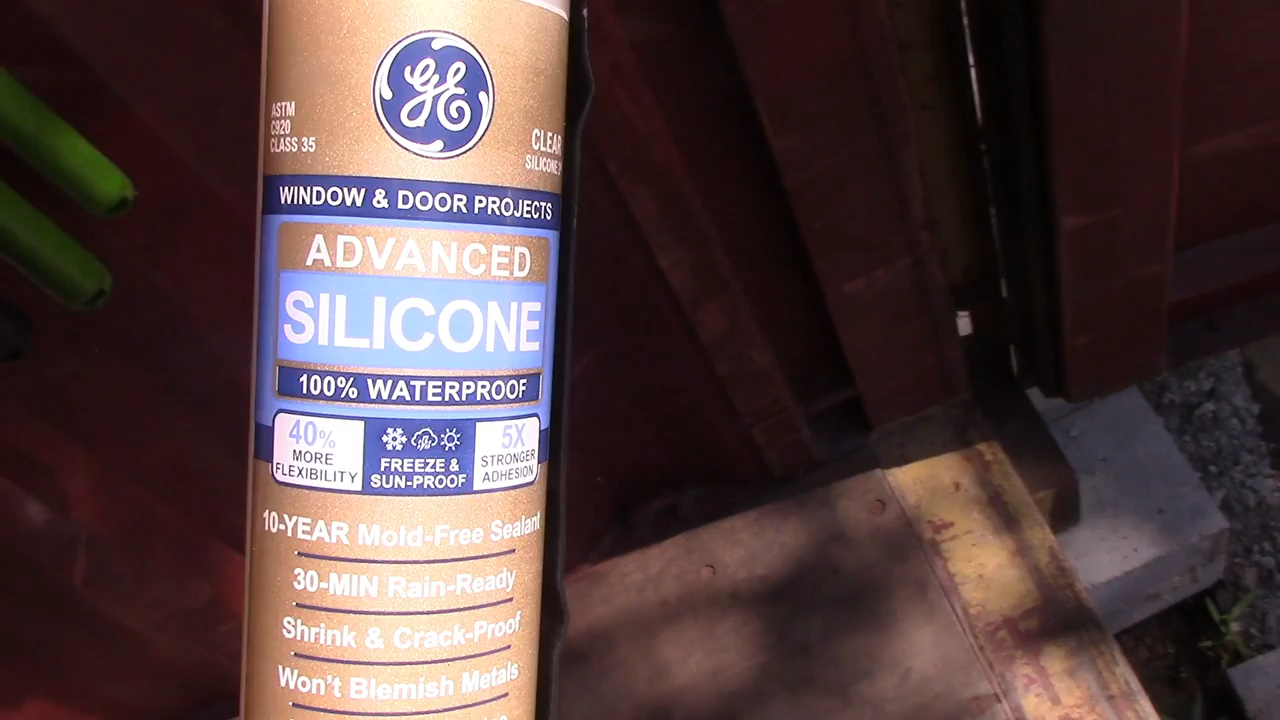 GE
ASTM
C920
CLASS 35
CLEAR
SILICONE
WINDOW & DOOR PROJECTS
ADVANCED
SILICONE
100% WATERPROOF
40%
MORE
FLEXIBILITY
FREEZE &
SUN-PROOF
5X
STRONGER
ADHESION
10-YEAR Mold-Free Sealant
30-MIN Rain-Ready
Shrink & Crack-Proof
Won't Blemish Metals